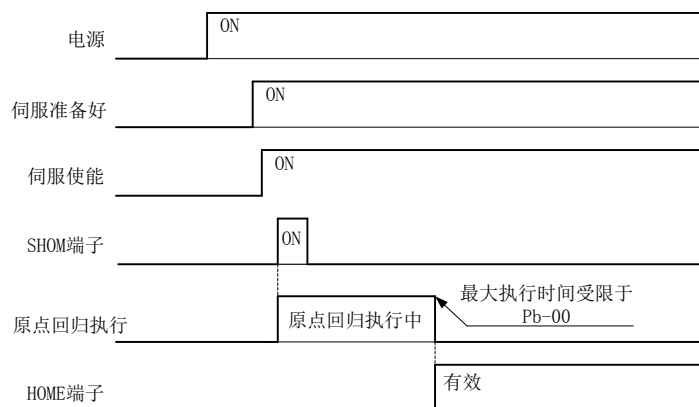 电源
ON
伺服准备好
ON
伺服使能
ON
SHOM端子
ON
原点回归执行
原点回归执行中
最大执行时间受限于
Pb-00
HOME端子
有效